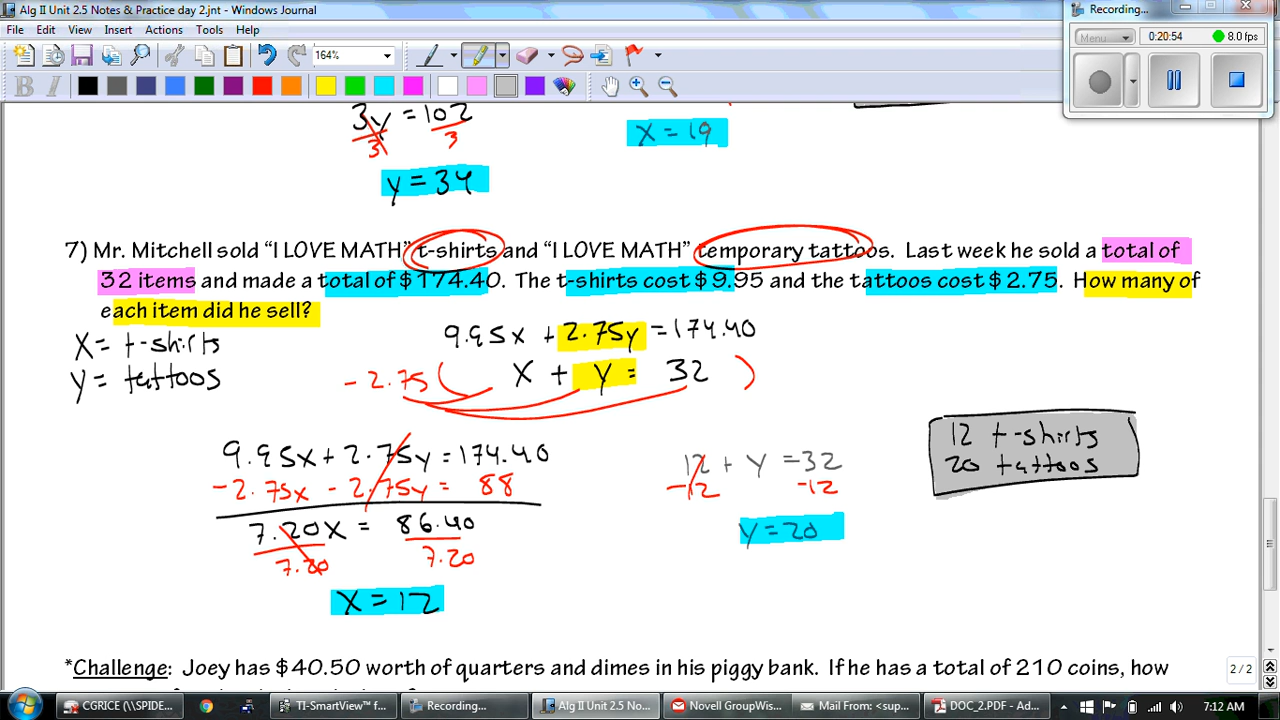 Alg II Unit 2.5 Notes & Practice day 2.jnt - Windows Journal
Recording...
File Edit View Insert Actions Tools Help
Menu
0:20:54
8.0 fps
164%
B I
3y = 102
3 3
y = 34
x = 19
7) Mr. Mitchell sold “I LOVE MATH” t-shirts and “I LOVE MATH” temporary tattoos. Last week he sold a total of
32 items and made a total of $174.40. The t-shirts cost $9.95 and the tattoos cost $2.75. How many of
each item did he sell?
x = t-shirts
y = tattoos
9.95x + 2.75y = 174.40
-2.75( x + y = 32 )
9.95x + 2.75y = 174.40
-2.75x - 2.75y = 88
7.20x = 86.40
7.20 7.20
x = 12
12 + y = 32
-12 -12
y = 20
12 t-shirts
20 tattoos
*Challenge: Joey has $40.50 worth of quarters and dimes in his piggy bank. If he has a total of 210 coins, how
2/2
CGRICE (\\SPIDE...
TI-SmartView™ f...
Recording...
Alg II Unit 2.5 No...
Novell GroupWis...
Mail From: <sup...
DOC_2.PDF - Ad...
7:12 AM